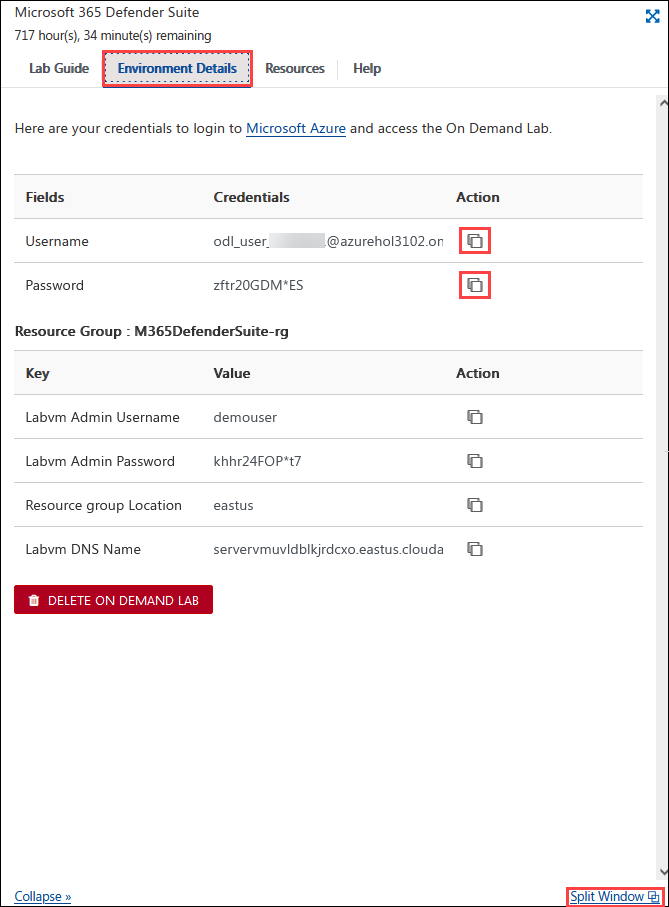 Microsoft 365 Defender Suite
717 hour(s), 34 minute(s) remaining
Lab Guide Environment Details Resources Help
Here are your credentials to login to Microsoft Azure and access the On Demand Lab.
Fields Credentials Action
Username odl_user_ @azurehol3102.on
Password zftr20GDM*ES
Resource Group : M365DefenderSuite-rg
Key Value Action
Labvm Admin Username demouser
Labvm Admin Password khhr24FOP*t7
Resource group Location eastus
Labvm DNS Name servervmuvldblkjrdcxo.eastus.clouda
DELETE ON DEMAND LAB
Collapse » Split Window